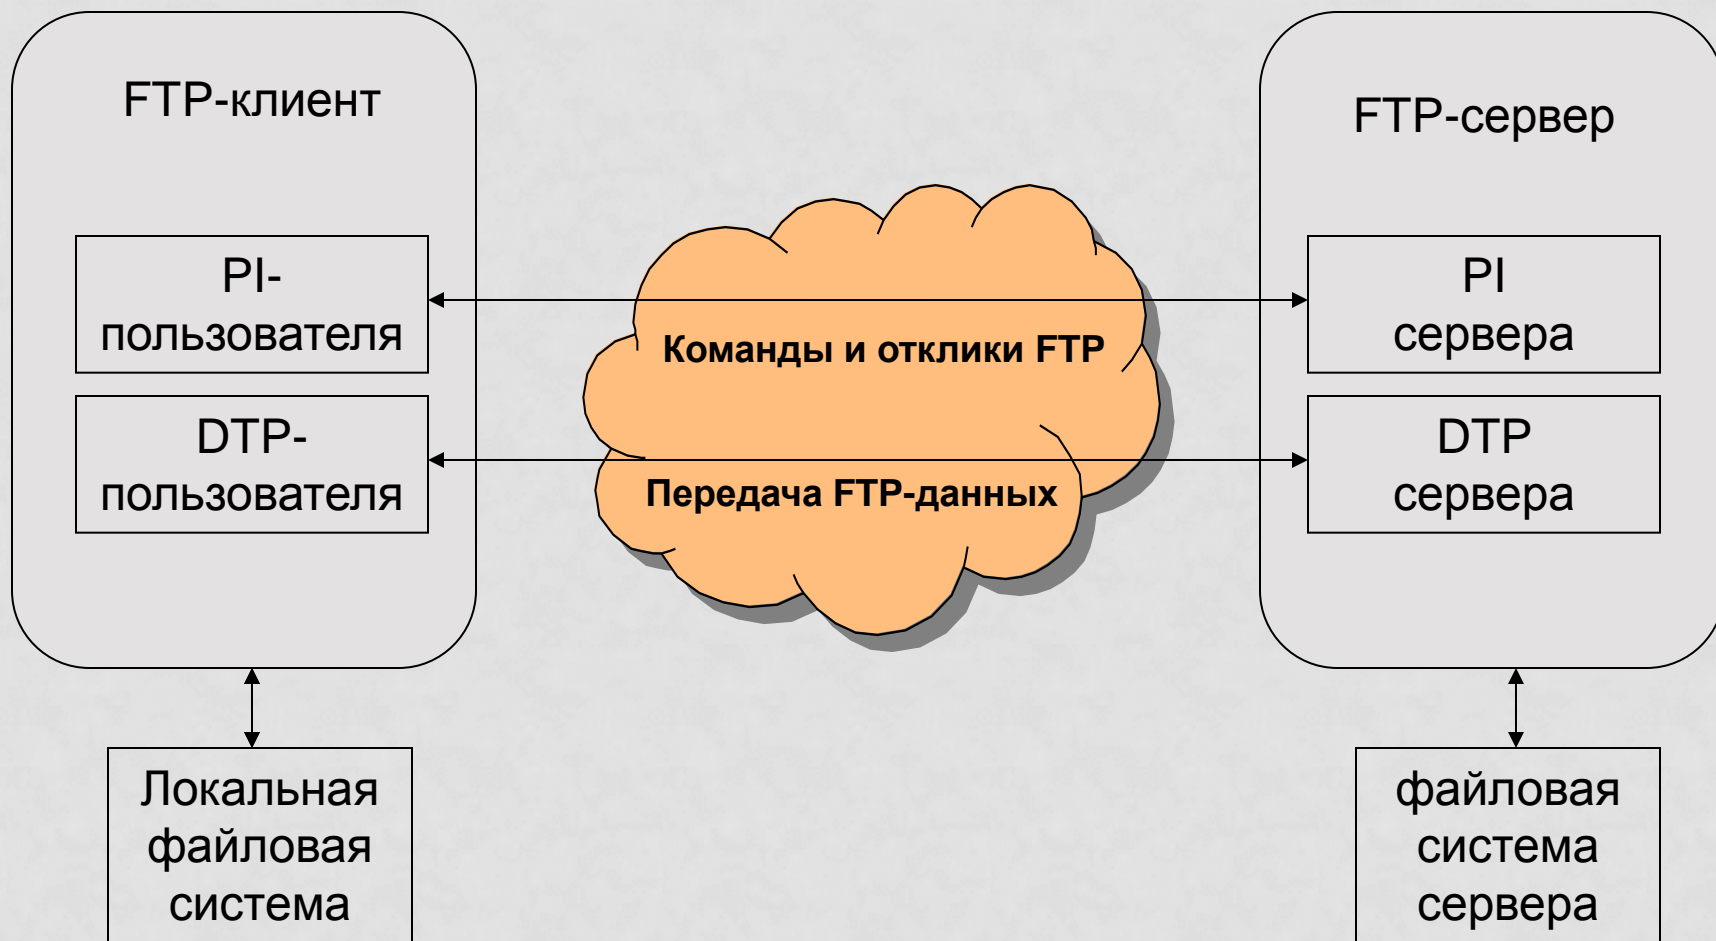 FTP-клиент
FTP-сервер
PI-
пользователя
PI
сервера
Команды и отклики FTP
DTP-
пользователя
DTP
сервера
Передача FTP-данных
Локальная
файловая
система
файловая
система
сервера